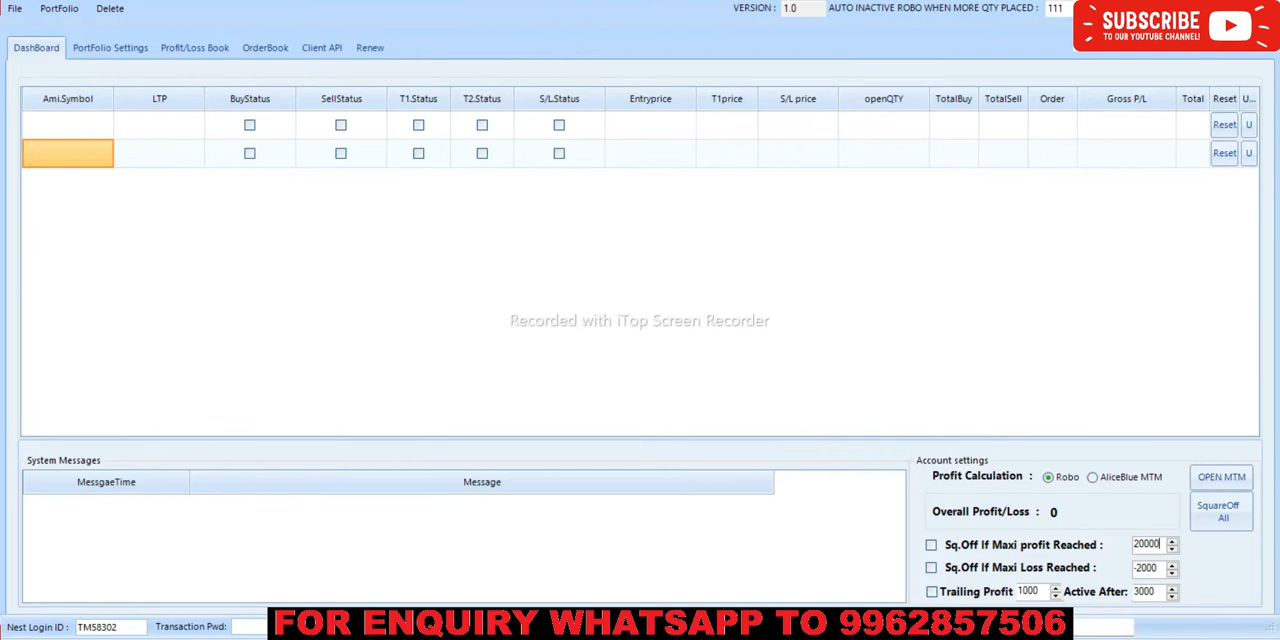 File PortFolio Delete VERSION : 1.0 AUTO INACTIVE ROBO WHEN MORE QTY PLACED : 111
SUBSCRIBE
TO OUR YOUTUBE CHANNEL!
DashBoard PortFolio Settings Profit/Loss Book OrderBook Client API Renew
Ami.Symbol LTP BuyStatus SellStatus T1.Status T2.Status S/L.Status Entryprice T1price S/L price openQTY TotalBuy TotalSell Order Gross P/L Total Reset U...
Reset U
Reset U
Recorded with iTop Screen Recorder
System Messages
MessgaeTime Message
Account settings
Profit Calculation : Robo AliceBlue MTM OPEN MTM
Overall Profit/Loss : 0 SquareOff
All
Sq.Off If Maxi profit Reached : 20000
Sq.Off If Maxi Loss Reached : -2000
Trailing Profit 1000 Active After: 3000
Nest Login ID : TMS8302 Transaction Pwd:
FOR ENQUIRY WHATSAPP TO 9962857506